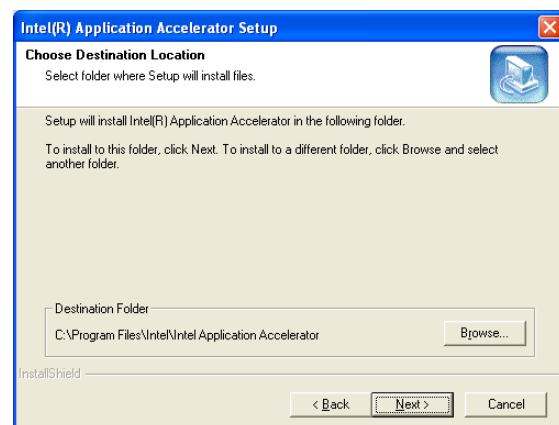 Intel(R) Application Accelerator Setup
Choose Destination Location
Select folder where Setup will install files.
Setup will install Intel(R) Application Accelerator in the following folder.
To install to this folder, click Next. To install to a different folder, click Browse and select
another folder.
Destination Folder
C:\Program Files\Intel\Intel Application Accelerator
Browse...
InstallShield
< Back
Next >
Cancel